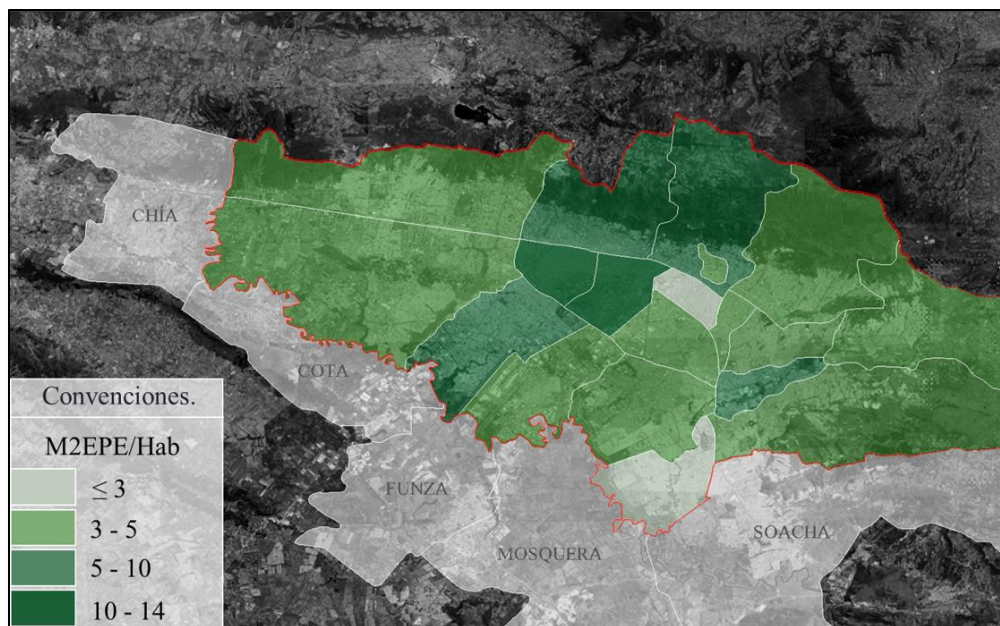 CHÍA
COTA
FUNZA
MOSQUERA
SOACHA
Convenciones.
M2EPE/Hab
≤ 3
3 - 5
5 - 10
10 - 14